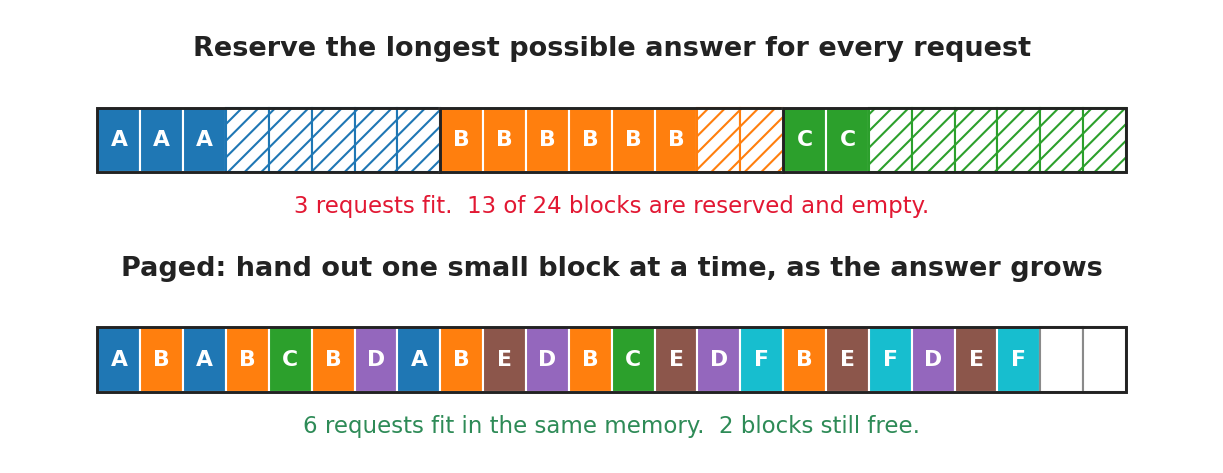 Reserve the longest possible answer for every request
A A A B B B B B B C C
3 requests fit. 13 of 24 blocks are reserved and empty.
Paged: hand out one small block at a time, as the answer grows
A B A B C B D A B E D B C E D F B E F D E F
6 requests fit in the same memory. 2 blocks still free.